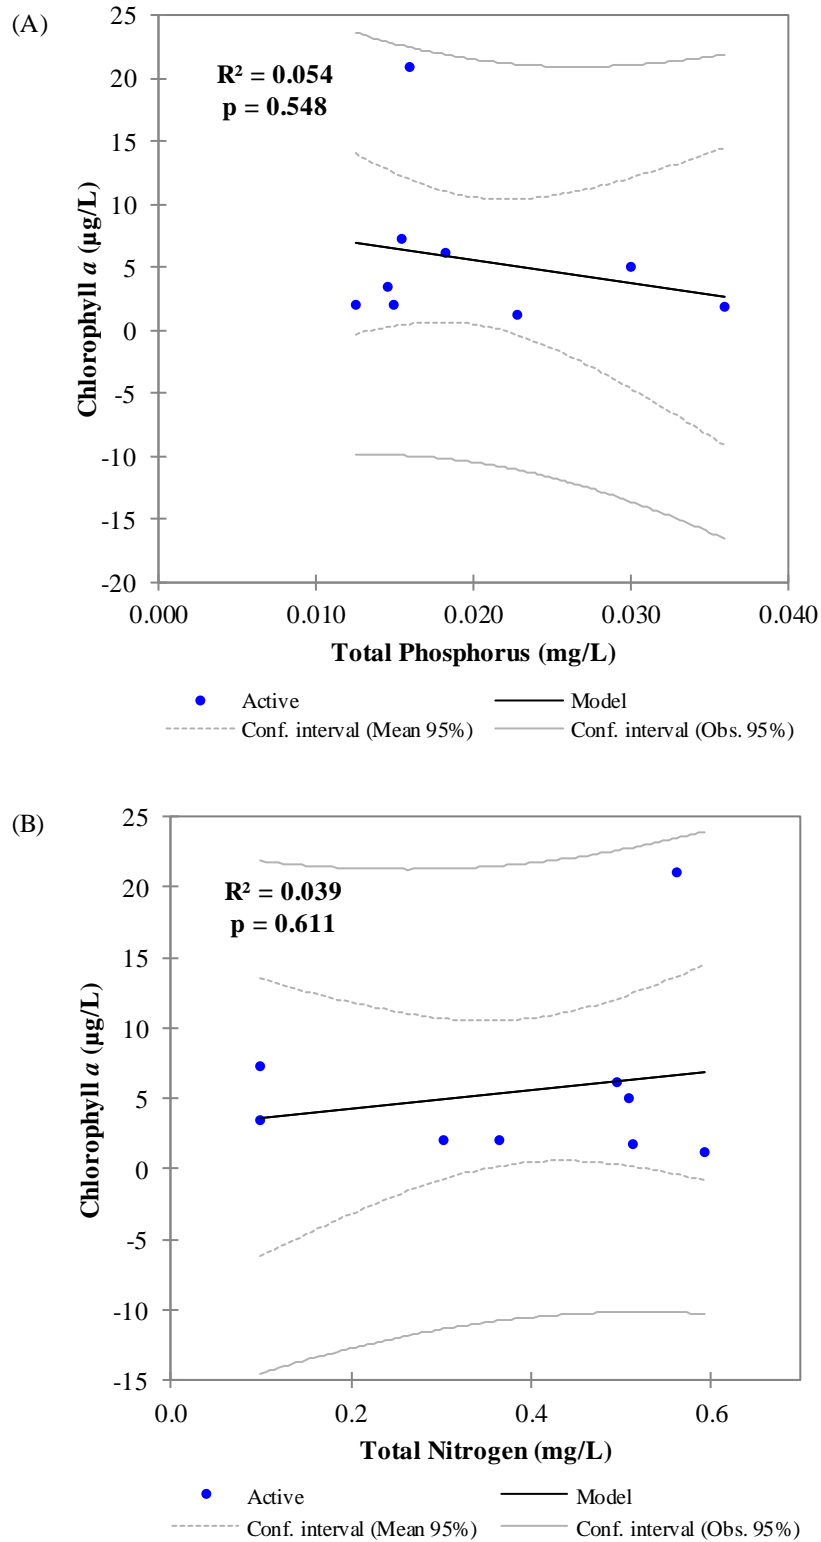 (A)
25
20
15
10
5
0
-5
-10
-15
-20
R² = 0.054
p = 0.548
Chlorophyll a (µg/L)
0.000 0.010 0.020 0.030 0.040
Total Phosphorus (mg/L)
Active Model
Conf. interval (Mean 95%) Conf. interval (Obs. 95%)
(B)
25
20
15
10
5
0
-5
-10
-15
R² = 0.039
p = 0.611
Chlorophyll a (µg/L)
0.0 0.2 0.4 0.6
Total Nitrogen (mg/L)
Active Model
Conf. interval (Mean 95%) Conf. interval (Obs. 95%)